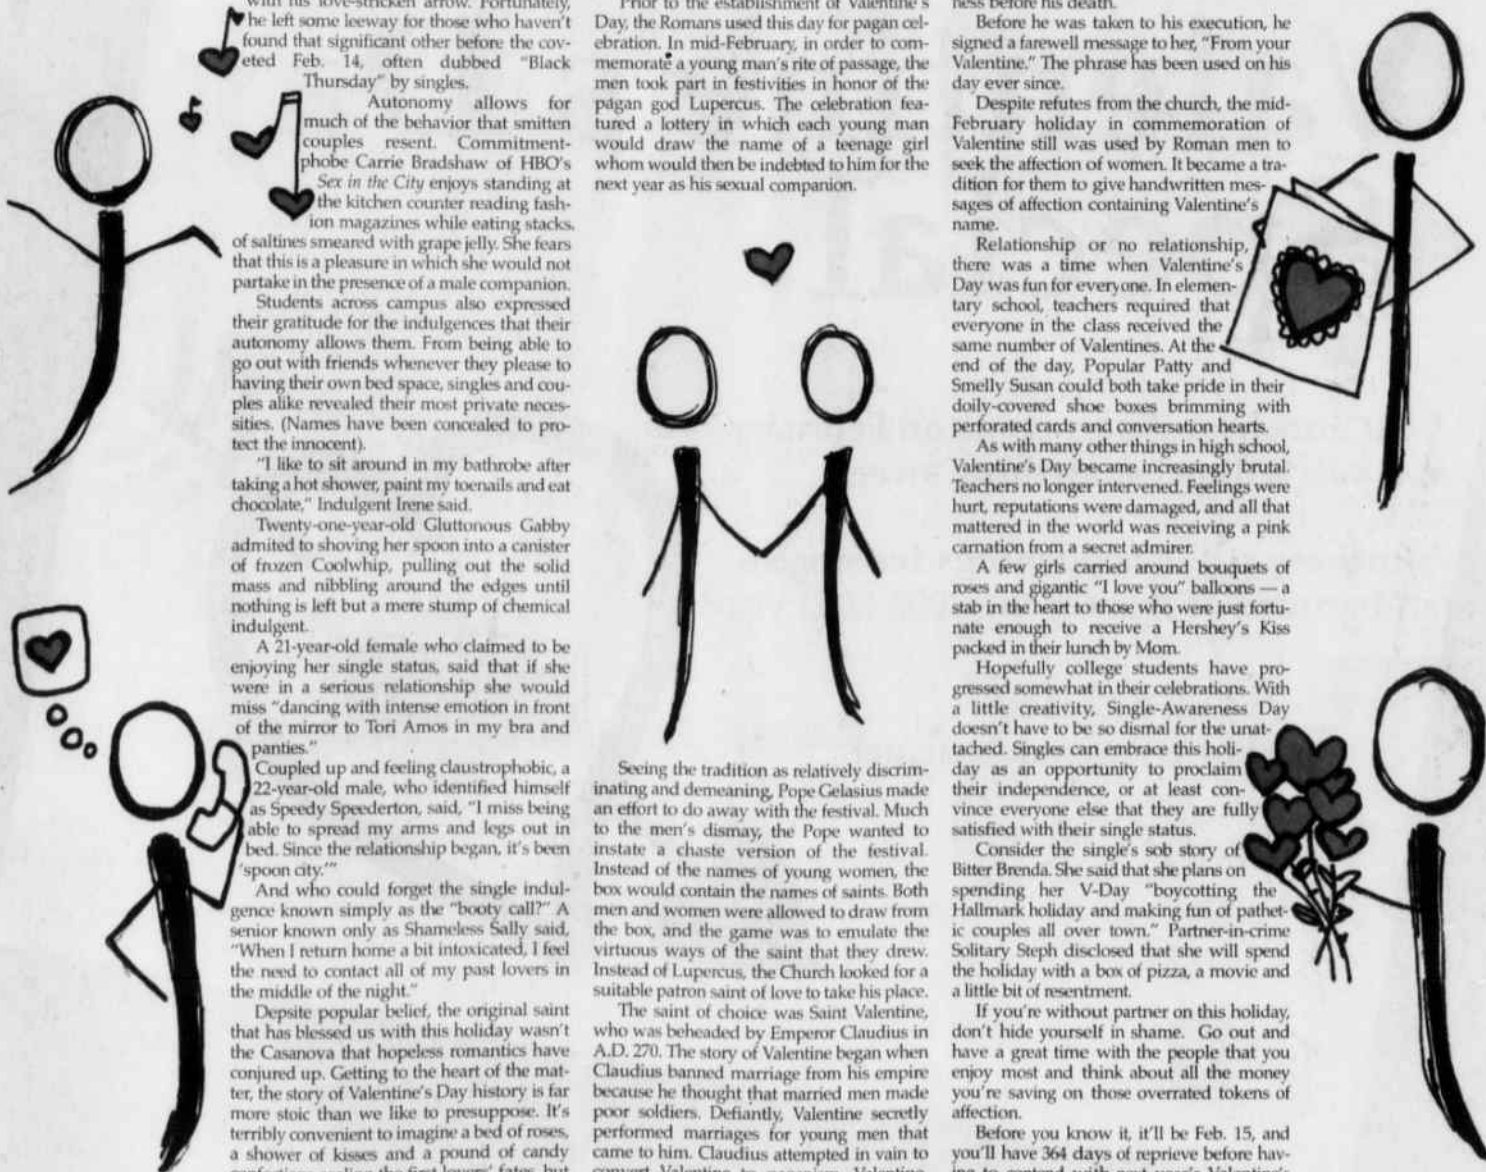 with his love-stricken arrow. Fortunately,
he left some leeway for those who haven't
found that significant other before the cov-
eted Feb. 14, often dubbed "Black
Thursday" by singles.
Autonomy allows for
much of the behavior that smitten
couples resent. Commitment-
phobe Carrie Bradshaw of HBO's
Sex in the City enjoys standing at
the kitchen counter reading fash-
ion magazines while eating stacks,
of saltines smeared with grape jelly. She fears
that this is a pleasure in which she would not
partake in the presence of a male companion.
Students across campus also expressed
their gratitude for the indulgences that their
autonomy allows them. From being able to
go out with friends whenever they please to
having their own bed space, singles and cou-
ples alike revealed their most private neces-
sities. (Names have been concealed to pro-
tect the innocent).
"I like to sit around in my bathrobe after
taking a hot shower, paint my toenails and eat
chocolate," Indulgent Irene said.
Twenty-one-year-old Gluttonous Gabby
admited to shoving her spoon into a canister
of frozen Coolwhip, pulling out the solid
mass and nibbling around the edges until
nothing is left but a mere stump of chemical
indulgent.
A 21-year-old female who claimed to be
enjoying her single status, said that if she
were in a serious relationship she would
miss "dancing with intense emotion in front
of the mirror to Tori Amos in my bra and
panties."
Coupled up and feeling claustrophobic, a
22-year-old male, who identified himself
as Speedy Speederton, said, "I miss being
able to spread my arms and legs out in
bed. Since the relationship began, it's been
'spoon city.'"
And who could forget the single indul-
gence known simply as the "booty call?" A
senior known only as Shameless Sally said,
"When I return home a bit intoxicated, I feel
the need to contact all of my past lovers in
the middle of the night."
Depsite popular belief, the original saint
that has blessed us with this holiday wasn't
the Casanova that hopeless romantics have
conjured up. Getting to the heart of the mat-
ter, the story of Valentine's Day history is far
more stoic than we like to presuppose. It's
terribly convenient to imagine a bed of roses,
a shower of kisses and a pound of candy
Prior to the establishment of Valentine's
Day, the Romans used this day for pagan cel-
ebration. In mid-February, in order to com-
memorate a young man's rite of passage, the
men took part in festivities in honor of the
pagan god Lupercus. The celebration fea-
tured a lottery in which each young man
would draw the name of a teenage girl
whom would then be indebted to him for the
next year as his sexual companion.
Seeing the tradition as relatively discrim-
inating and demeaning, Pope Gelasius made
an effort to do away with the festival. Much
to the men's dismay, the Pope wanted to
instate a chaste version of the festival.
Instead of the names of young women, the
box would contain the names of saints. Both
men and women were allowed to draw from
the box, and the game was to emulate the
virtuous ways of the saint that they drew.
Instead of Lupercus, the Church looked for a
suitable patron saint of love to take his place.
The saint of choice was Saint Valentine,
who was beheaded by Emperor Claudius in
A.D. 270. The story of Valentine began when
Claudius banned marriage from his empire
because he thought that married men made
poor soldiers. Defiantly, Valentine secretly
performed marriages for young men that
came to him. Claudius attempted in vain to
ness before his death.
Before he was taken to his execution, he
signed a farewell message to her, "From your
Valentine." The phrase has been used on his
day ever since.
Despite refutes from the church, the mid-
February holiday in commemoration of
Valentine still was used by Roman men to
seek the affection of women. It became a tra-
dition for them to give handwritten mes-
sages of affection containing Valentine's
name.
Relationship or no relationship,
there was a time when Valentine's
Day was fun for everyone. In elemen-
tary school, teachers required that
everyone in the class received the
same number of Valentines. At the
end of the day, Popular Patty and
Smelly Susan could both take pride in their
doily-covered shoe boxes brimming with
perforated cards and conversation hearts.
As with many other things in high school,
Valentine's Day became increasingly brutal.
Teachers no longer intervened. Feelings were
hurt, reputations were damaged, and all that
mattered in the world was receiving a pink
carnation from a secret admirer.
A few girls carried around bouquets of
roses and gigantic "I love you" balloons — a
stab in the heart to those who were just fortu-
nate enough to receive a Hershey's Kiss
packed in their lunch by Mom.
Hopefully college students have pro-
gressed somewhat in their celebrations. With
a little creativity, Single-Awareness Day
doesn't have to be so dismal for the unat-
tached. Singles can embrace this holi-
day as an opportunity to proclaim
their independence, or at least con-
vince everyone else that they are fully
satisfied with their single status.
Consider the single's sob story of
Bitter Brenda. She said that she plans on
spending her V-Day "boycotting the
Hallmark holiday and making fun of pathet-
ic couples all over town." Partner-in-crime
Solitary Steph disclosed that she will spend
the holiday with a box of pizza, a movie and
a little bit of resentment.
If you're without partner on this holiday,
don't hide yourself in shame. Go out and
have a great time with the people that you
enjoy most and think about all the money
you're saving on those overrated tokens of
affection.
Before you know it, it'll be Feb. 15, and
you'll have 364 days of reprieve before hav-